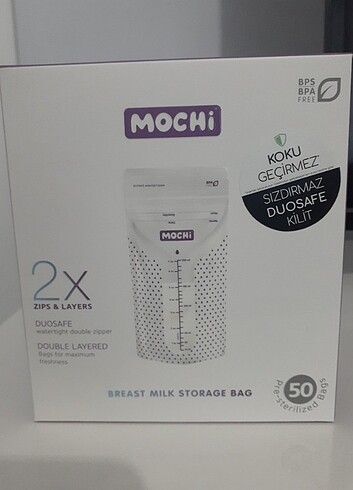 BPS
BPA
FREE
MOCHi
KOKU
GEÇİRMEZ
SIZDIRMAZ
DUOSAFE
KİLİT
MOCHi
2x
ZIPS & LAYERS
DUOSAFE
watertight double zipper
DOUBLE LAYERED
Bags for maximum
freshness
BREAST MILK STORAGE BAG
50
Pre-sterilized Bags